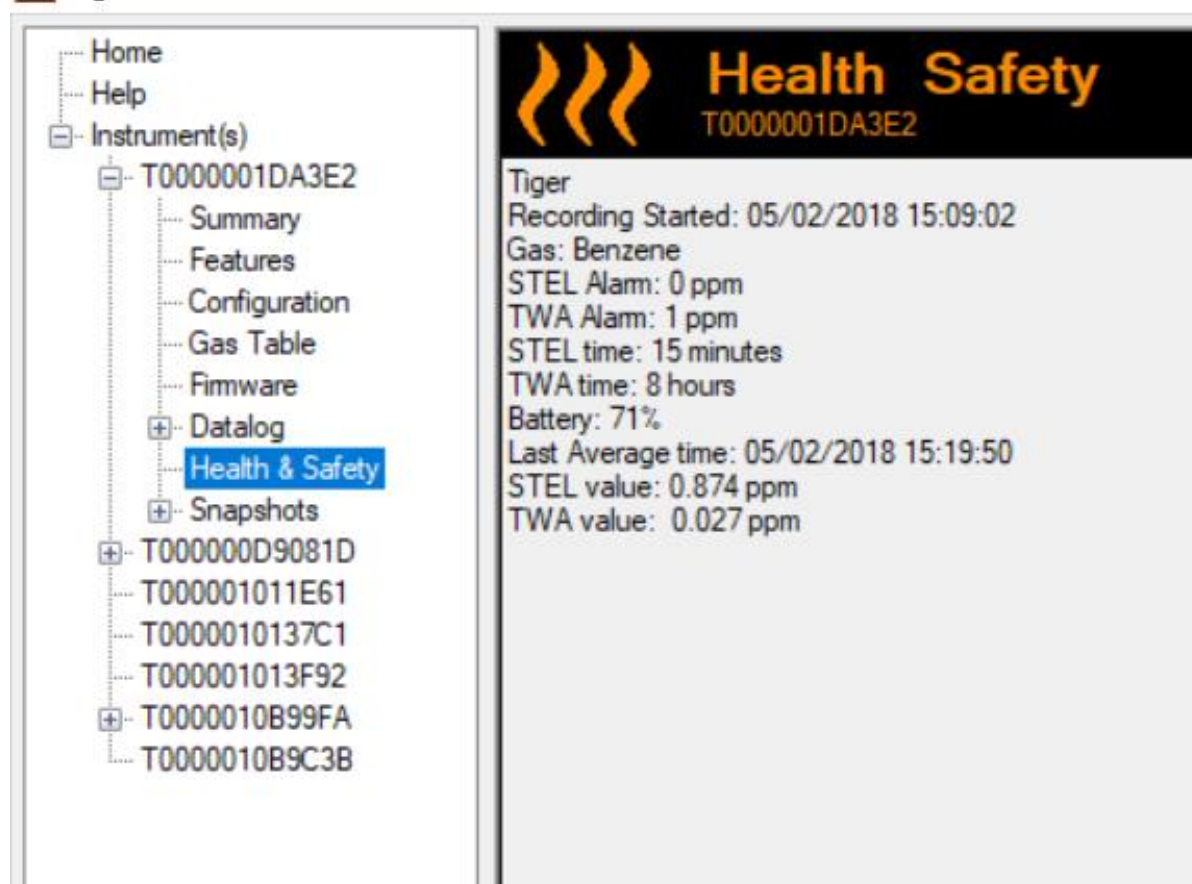 Home
Help
Instrument(s)
T0000001DA3E2
Summary
Features
Configuration
Gas Table
Firmware
Datalog
Health & Safety
Snapshots
T000000D9081D
T000001011E61
T0000010137C1
T000001013F92
T0000010B99FA
T0000010B9C3B
Health Safety
T0000001DA3E2
Tiger
Recording Started: 05/02/2018 15:09:02
Gas: Benzene
STEL Alarm: 0 ppm
TWA Alarm: 1 ppm
STEL time: 15 minutes
TWA time: 8 hours
Battery: 71%
Last Average time: 05/02/2018 15:19:50
STEL value: 0.874 ppm
TWA value: 0.027 ppm